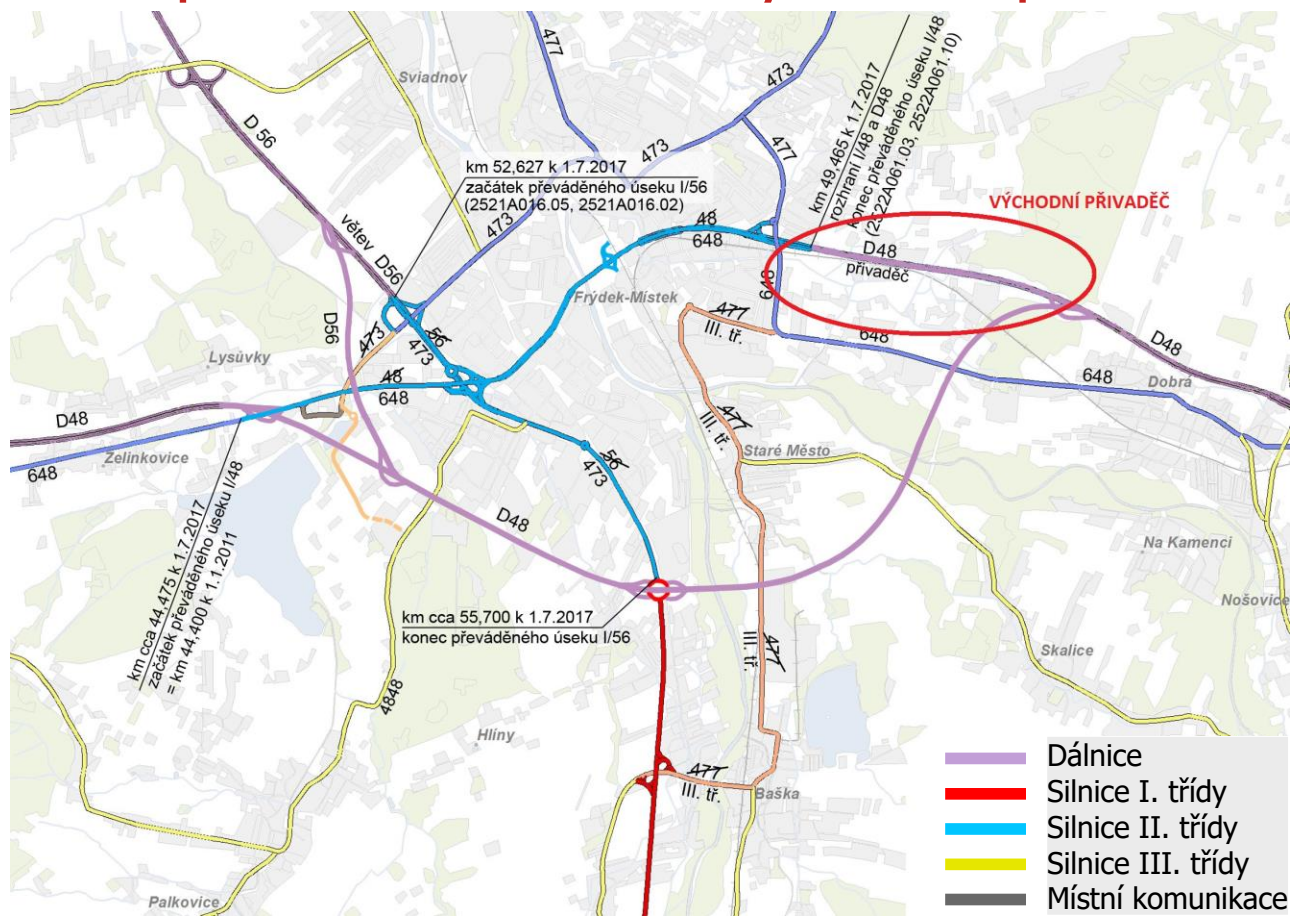 477
473
Sviadnov
D 56
km 52,627 k 1.7.2017
začátek převáděného úseku I/56
(2521A016.05, 2521A016.02)
473
477
km 49,465 k 1.7.2017
rozhraní I/48 a D48
konec převáděného úseku I/48
(2522A061.03, 2522A061.10)
VÝCHODNÍ PŘIVADĚČ
větev D56
473
48
648
D48
přivaděč
648
Frýdek-Místek
D56
473
56
473
477
III. tř.
648
D48
Lysůvky
48
648
648
Dobrá
D48
Zelinkovice
648
56
473
477
III. tř.
Staré Město
km cca 44,475 k 1.7.2017
začátek převáděného úseku I/48
= km 44,400 k 1.1.2011
D48
Na Kamenci
Nošovice
km cca 55,700 k 1.7.2017
konec převáděného úseku I/56
477
III. tř.
Skalice
4848
Hlíny
477
III. tř.
Baška
Palkovice
Dálnice
Silnice I. třídy
Silnice II. třídy
Silnice III. třídy
Místní komunikace